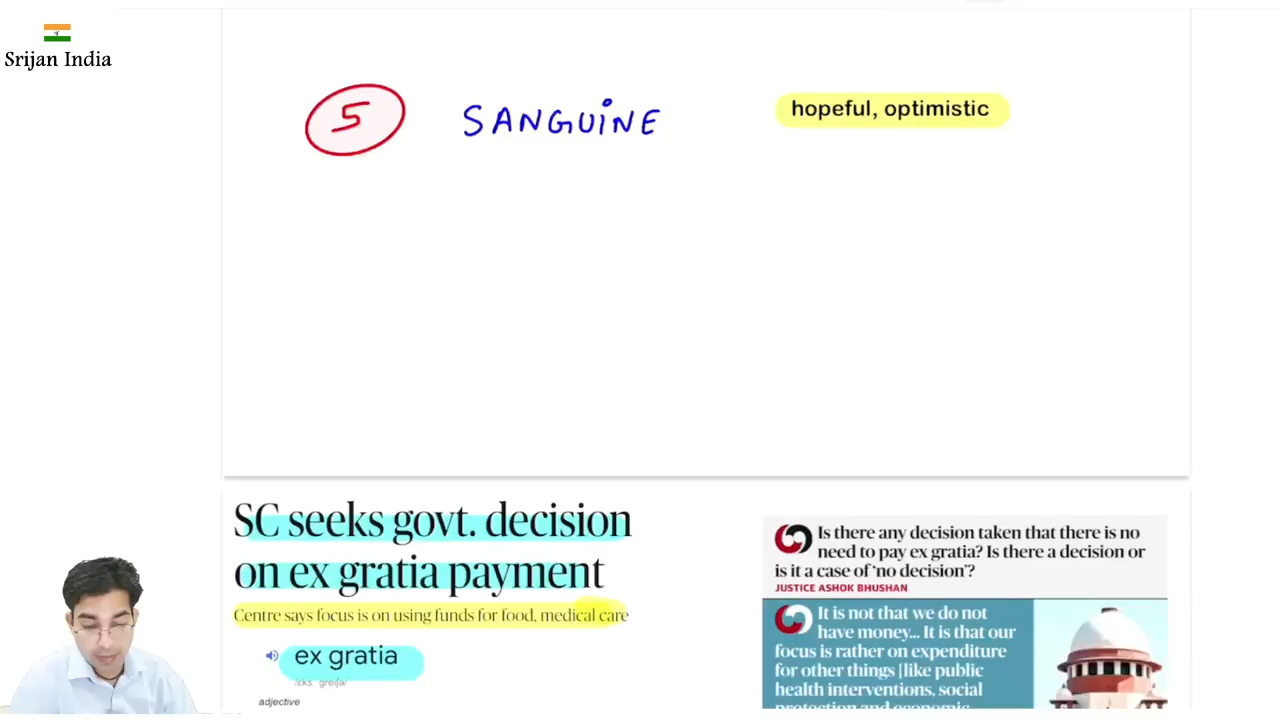 Srijan India
5 SANGUINE hopeful, optimistic
SC seeks govt. decision
on ex gratia payment
Centre says focus is on using funds for food, medical care
ex gratia
adjective
Is there any decision taken that there is no
need to pay ex gratia? Is there a decision or
is it a case of ‘no decision’?
JUSTICE ASHOK BHUSHAN
It is not that we do not
have money... It is that our
focus is rather on expenditure
for other things [like public
health interventions, social
protection and economic